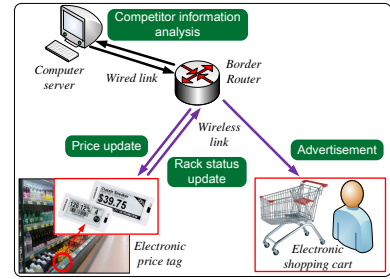 Competitor information
analysis
Computer
server
Wired link
Border
Router
Wireless
link
Price update
Rack status
update
Advertisement
$39.75
Electronic
price tag
Electronic
shopping cart